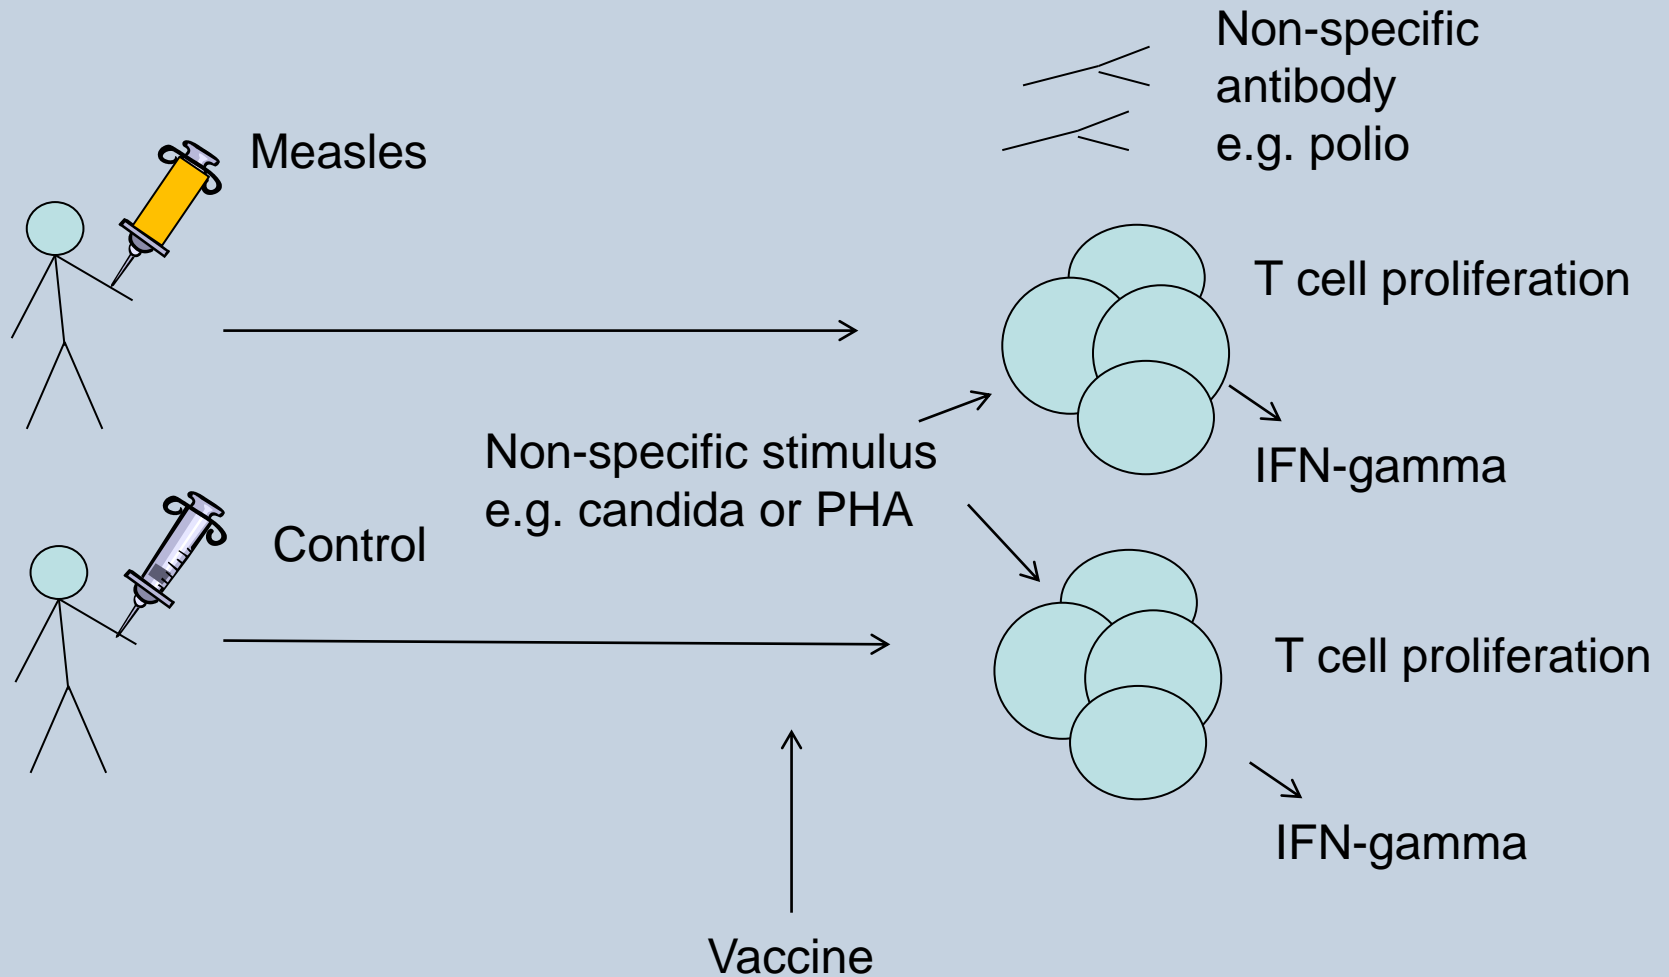 Non-specific
antibody
e.g. polio
Measles
T cell proliferation
Non-specific stimulus
e.g. candida or PHA
IFN-gamma
Control
T cell proliferation
IFN-gamma
Vaccine